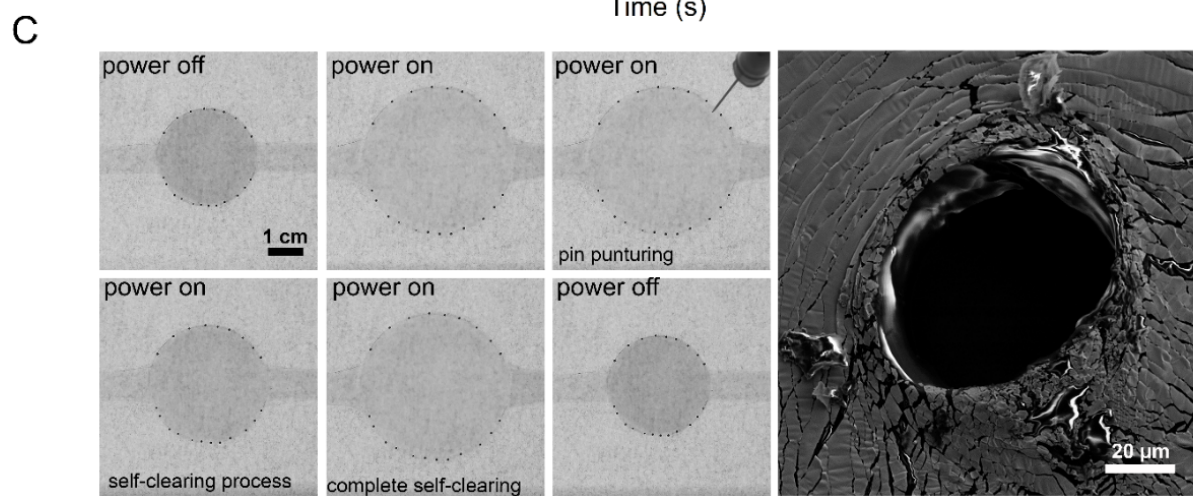 Time (s)
C
power off
power on
power on
1 cm
pin punturing
power on
power on
power off
self-clearing process
complete self-clearing
20 µm